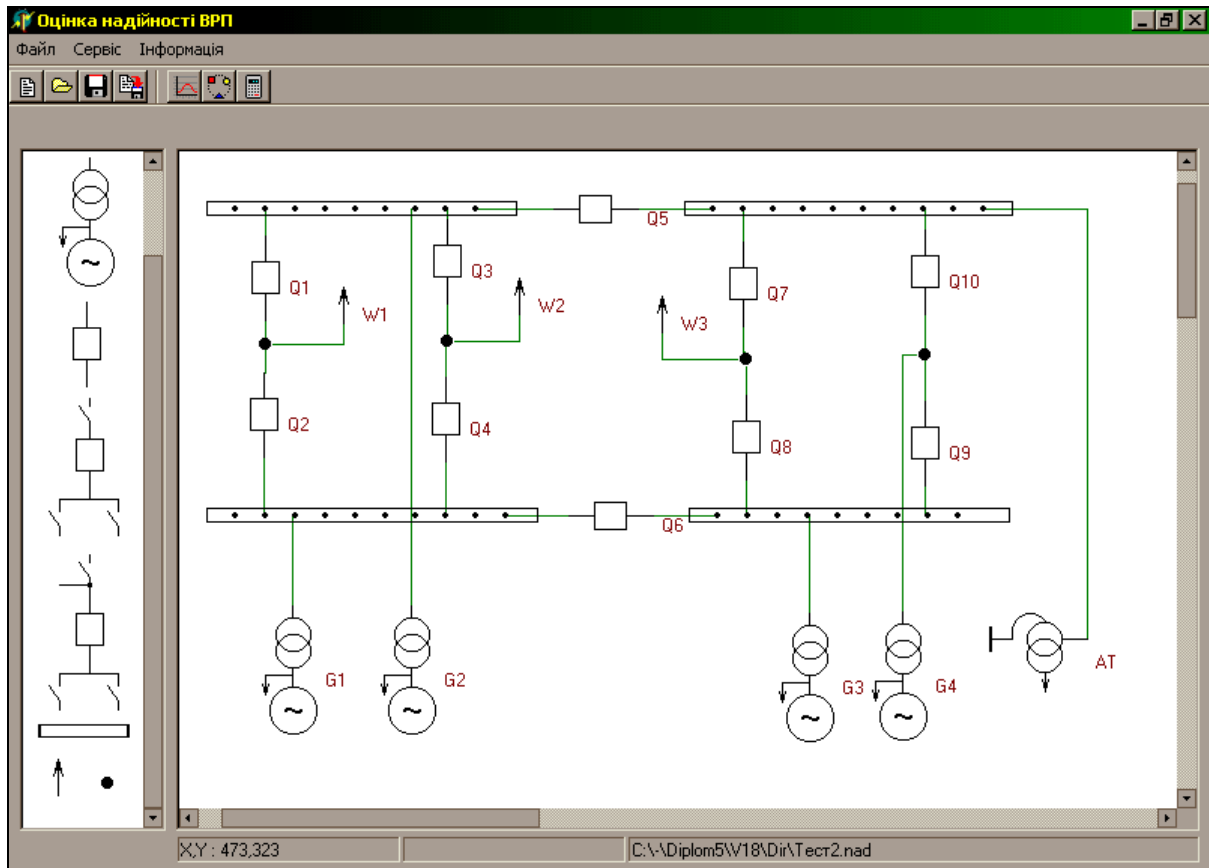 Оцінка надійності ВРП
Файл Сервіс Інформація
Q5
Q3
Q1
Q7
Q10
W1
W2
W3
Q2
Q4
Q8
Q9
Q6
G1
G2
G3
G4
AT
X,Y : 473,323
C:\-\Diplom5\V18\Dir\Тест2.nad